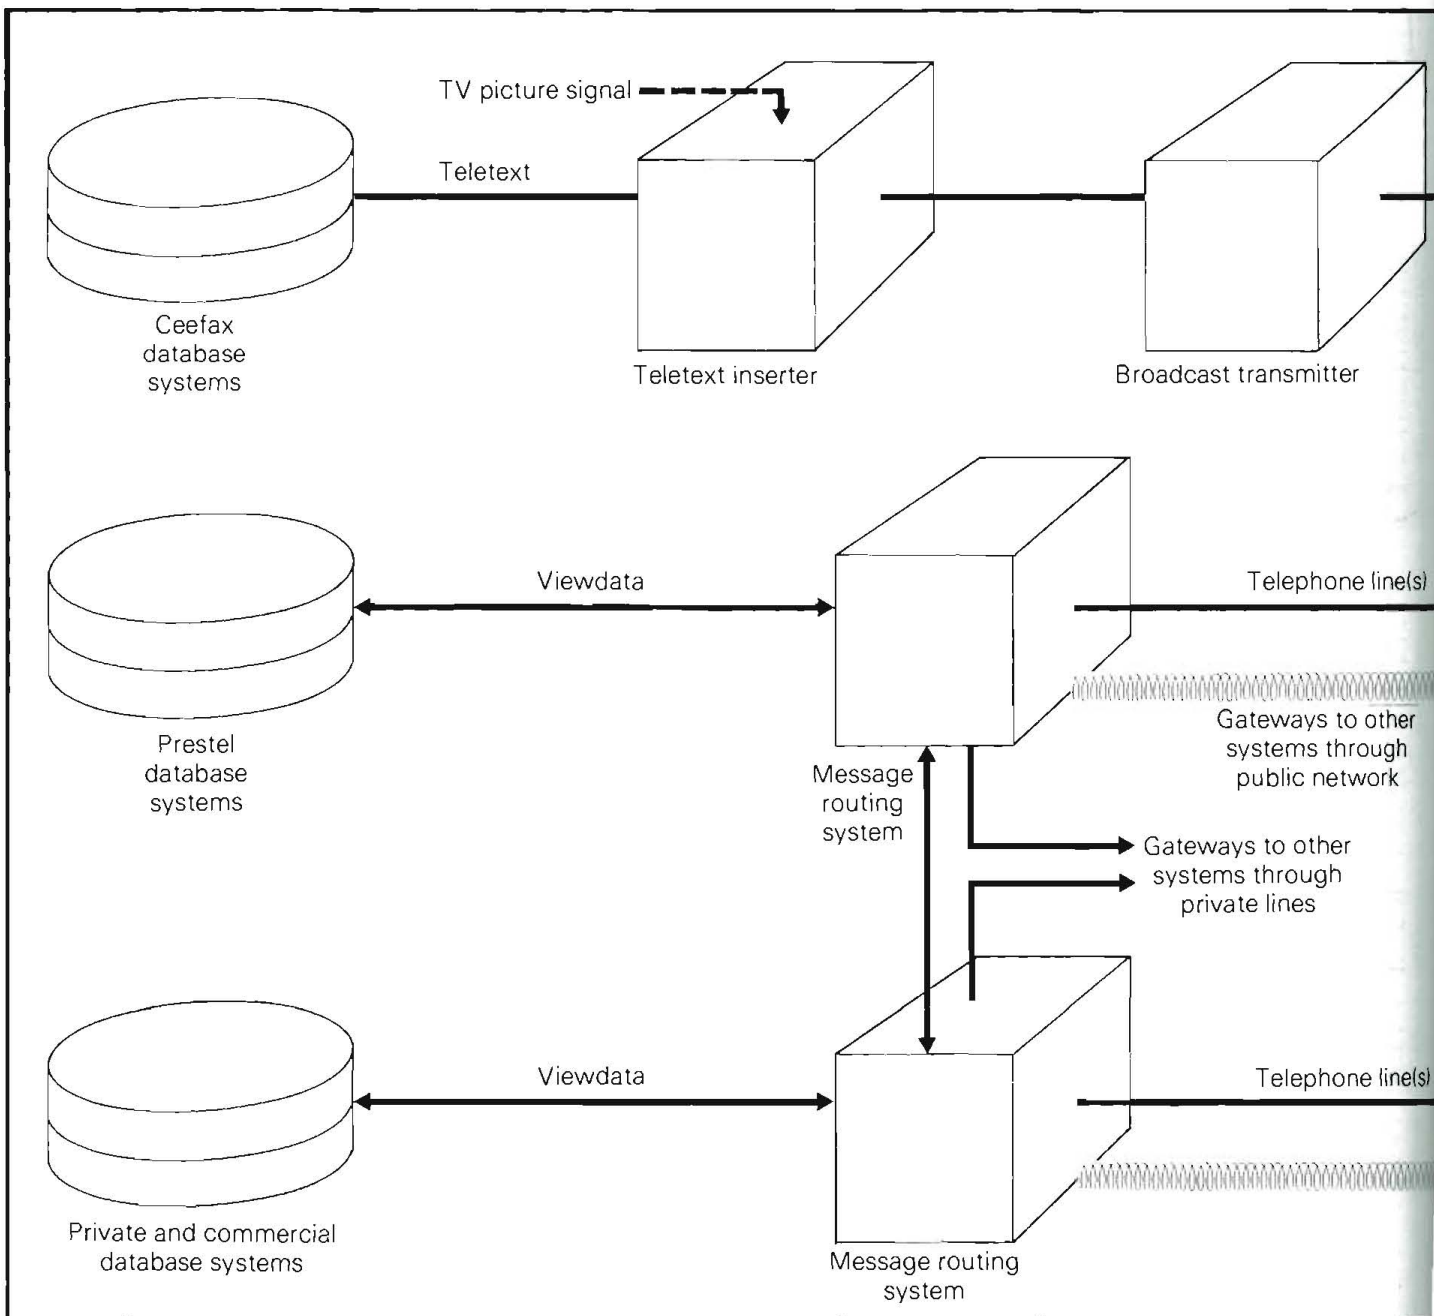 TV picture signal
Teletext
Ceefax
database
systems
Teletext inserter
Broadcast transmitter
Viewdata
Telephone line(s)
Prestel
database
systems
Message
routing
system
Gateways to other
systems through
public network
Gateways to other
systems through
private lines
Viewdata
Telephone line(s)
Private and commercial
database systems
Message routing
system